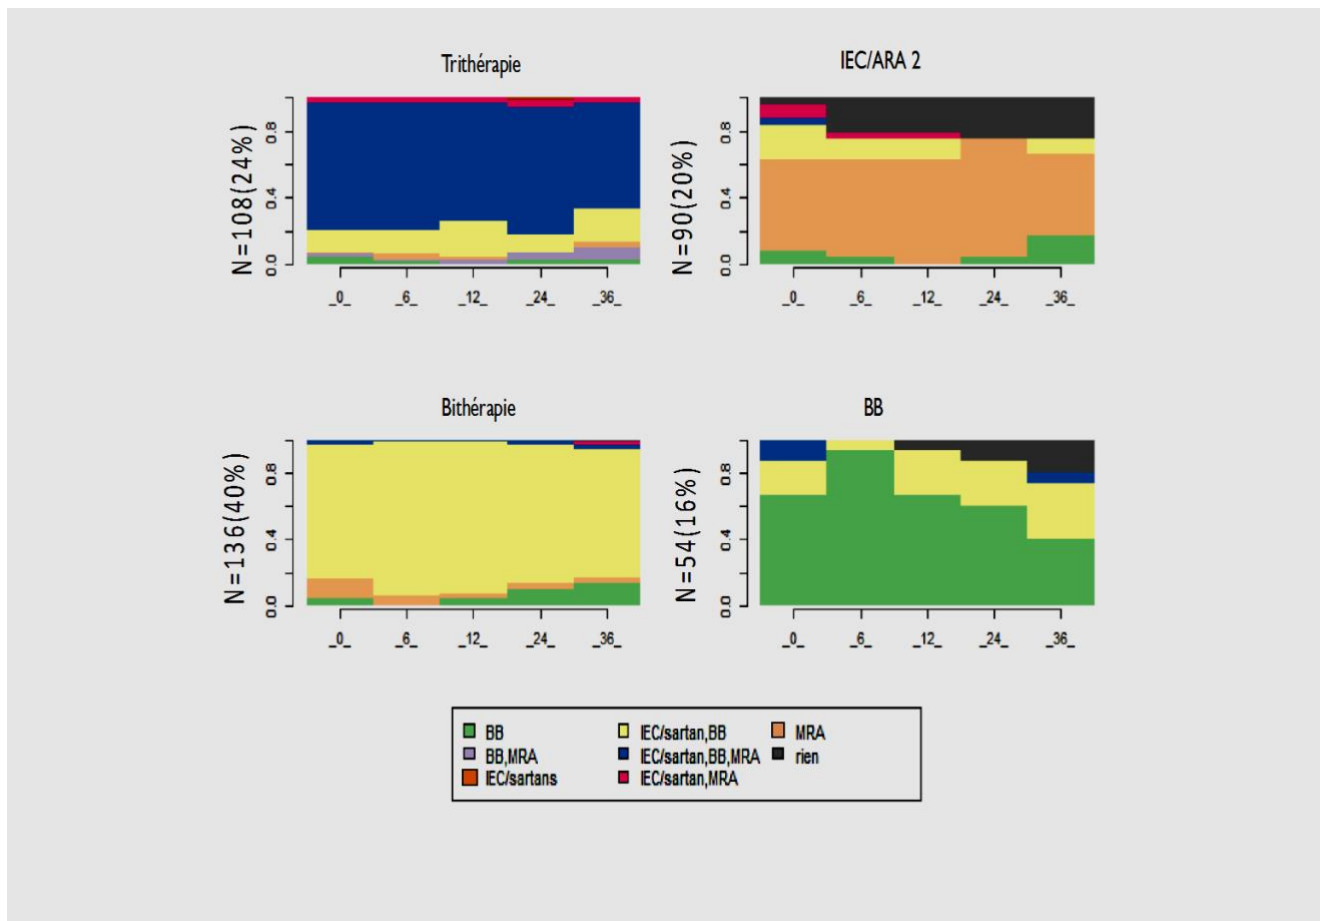 Trithérapie
IEC/ARA 2
N=108(24%)
0.8
0.4
0.0
_0_ _6_ _12_ _24_ _36_
N=90(20%)
0.8
0.4
0.0
_0_ _6_ _12_ _24_ _36_
Bithérapie
BB
N=136(40%)
0.8
0.4
0.0
_0_ _6_ _12_ _24_ _36_
N=54(16%)
0.8
0.4
0.0
_0_ _6_ _12_ _24_ _36_
BB IEC/sartan,BB MRA
BB,MRA IEC/sartan,BB,MRA rien
IEC/sartans IEC/sartan,MRA